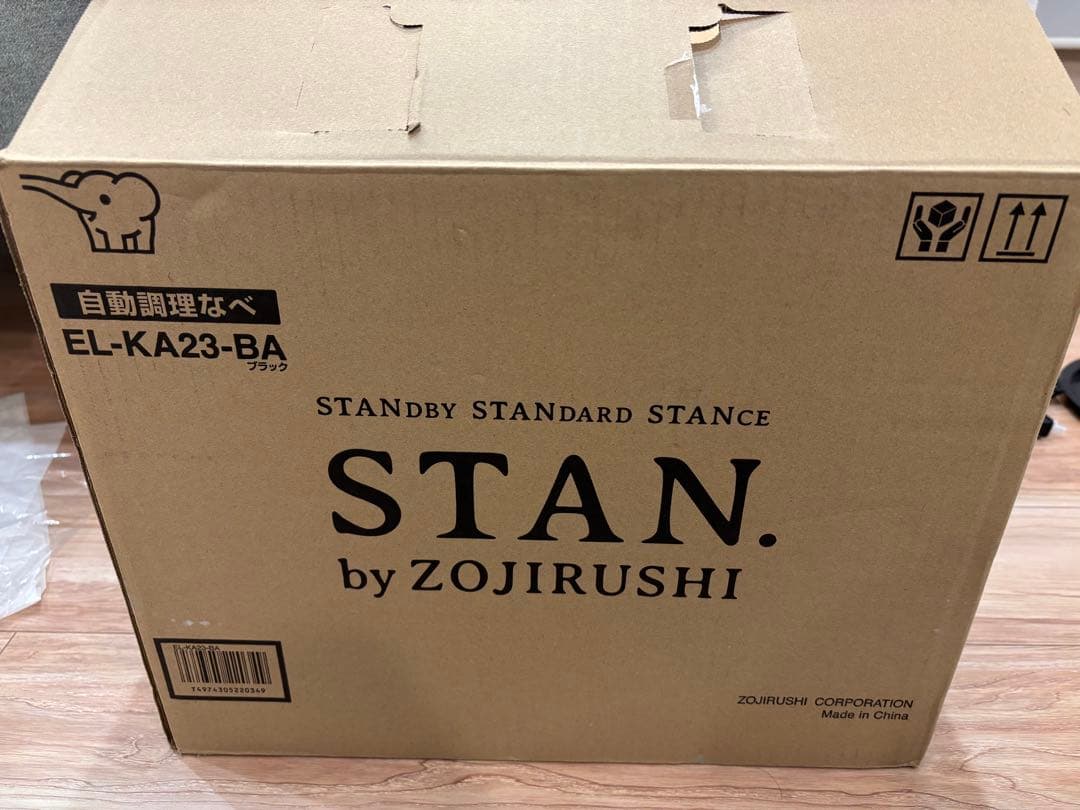 自動調理なべ
EL-KA23-BA
ブラック
STANDBY STANDARD STANCE
STAN.
by ZOJIRUSHI
EL-KA23-BA
T4974305220349
ZOJIRUSHI CORPORATION
Made in China